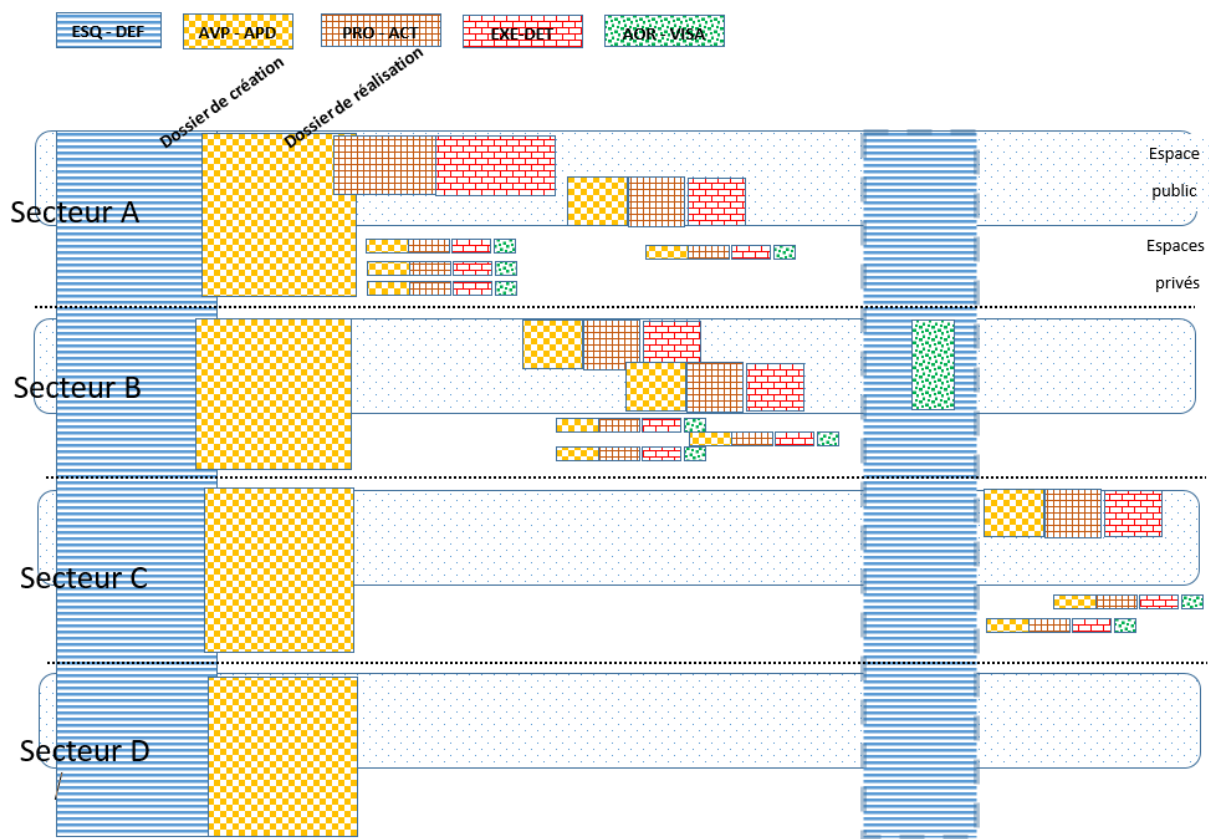 ESQ - DEF
AVP - APD
PRO - ACT
EXE-DET
AOR - VISA
Dossier de création
Dossier de réalisation
Espace
public
Secteur A
Espaces
privés
Secteur B
Secteur C
Secteur D